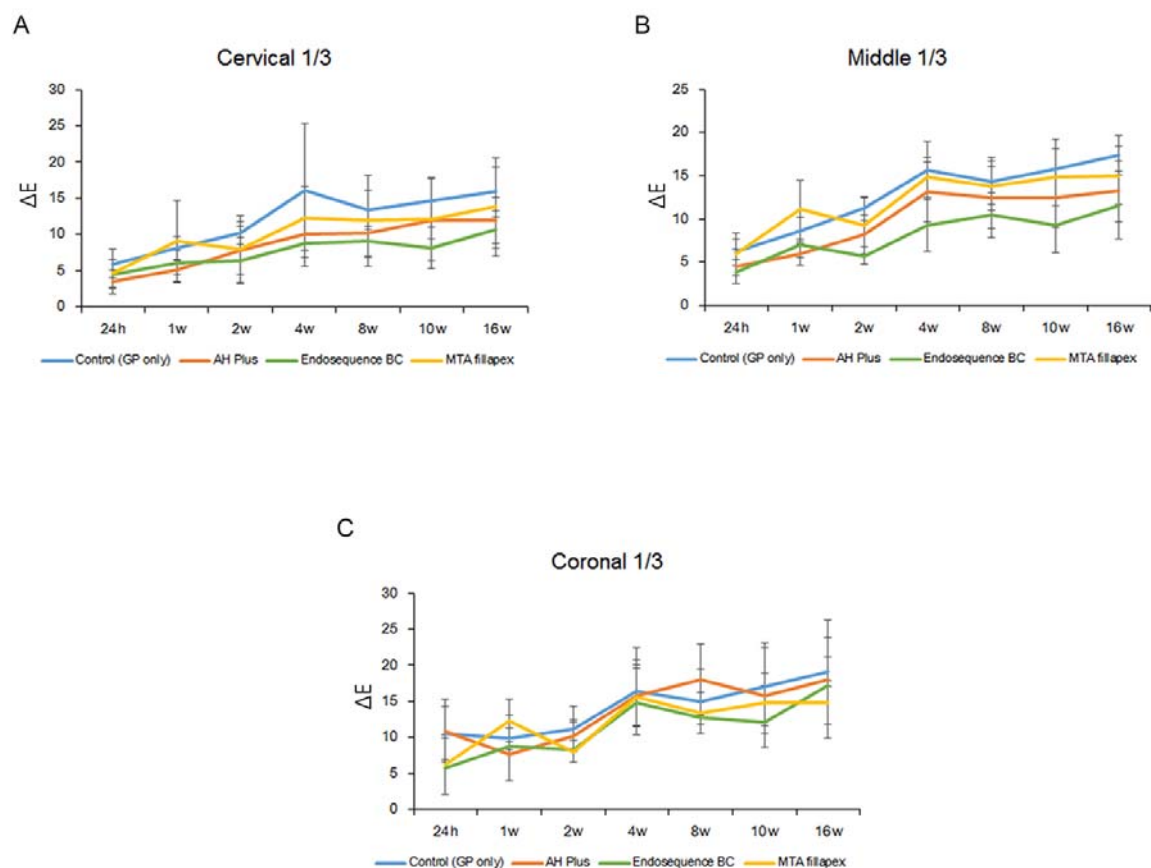 A
Cervical 1/3
30
25
20
15
10
5
0
ΔE
24h 1w 2w 4w 8w 10w 16w
Control (GP only) AH Plus Endosequence BC MTA fillapex
B
Middle 1/3
25
20
15
10
5
0
ΔE
24h 1w 2w 4w 8w 10w 16w
Control (GP only) AH Plus Endosequence BC MTA fillapex
C
Coronal 1/3
30
25
20
15
10
5
0
ΔE
24h 1w 2w 4w 8w 10w 16w
Control (GP only) AH Plus Endosequence BC MTA fillapex